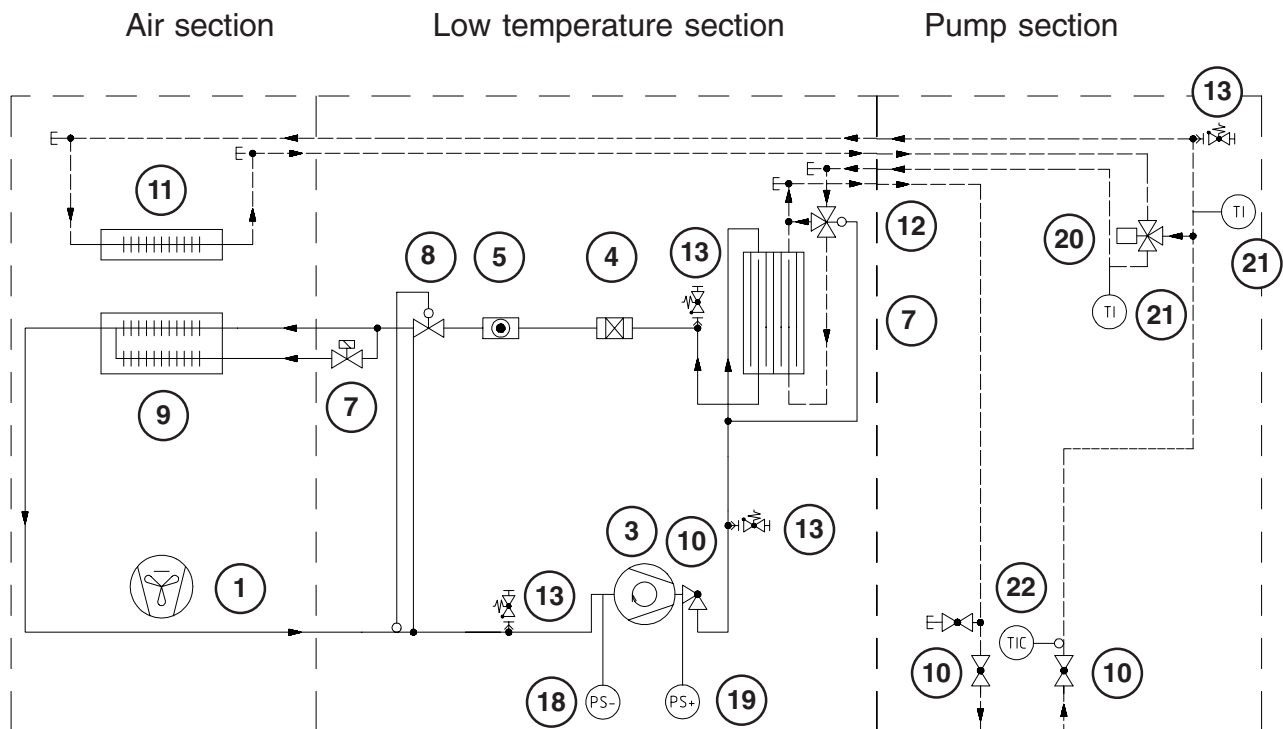 Air section Low temperature section Pump section
13
11
8 5 4 13 12 20 TI
21
TI 21
7
9 7
3 10 13
1 13 22
TIC
18 PS- PS+ 19 10 10